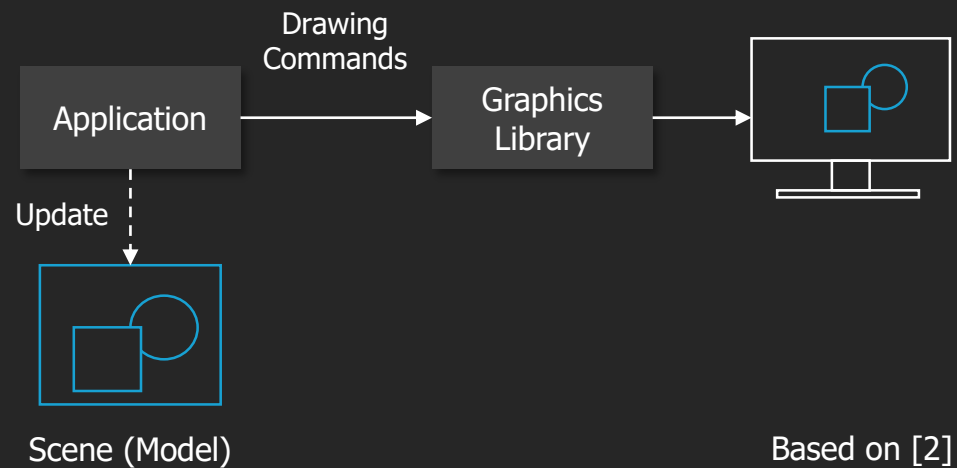 Drawing
Commands
Application
Graphics
Library
Update
Scene (Model)
Based on [2]